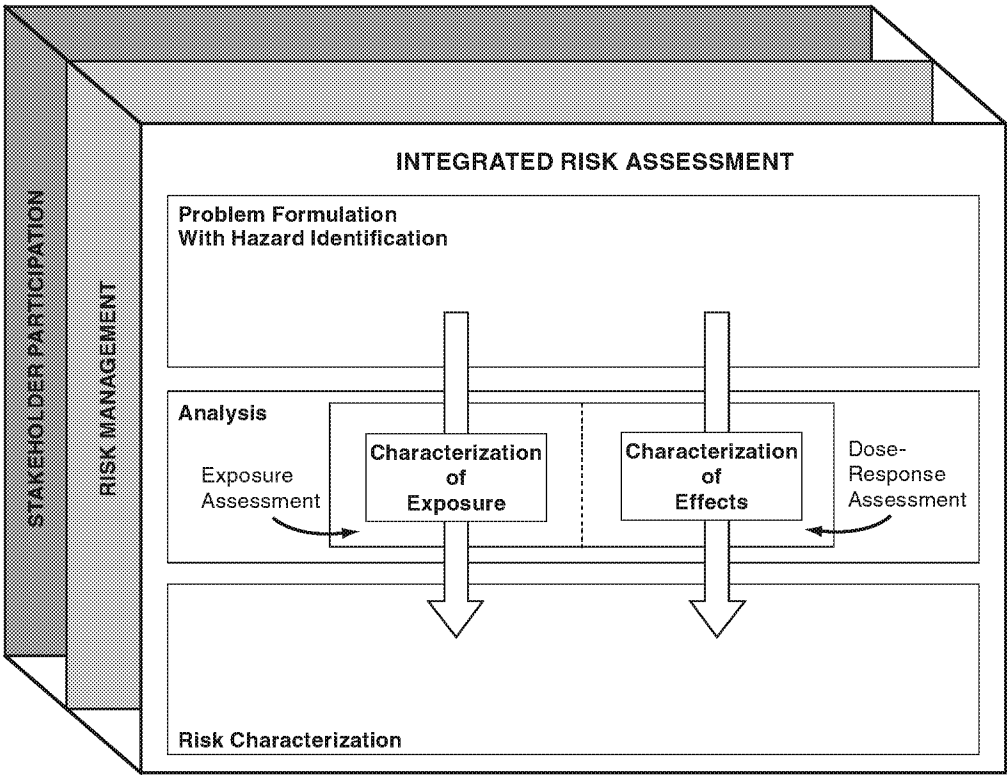 INTEGRATED RISK ASSESSMENT
STAKEHOLDER PARTICIPATION
RISK MANAGEMENT
Problem Formulation
With Hazard Identification
Analysis
Exposure
Assessment
Characterization
of
Exposure
Characterization
of
Effects
Dose-
Response
Assessment
Risk Characterization